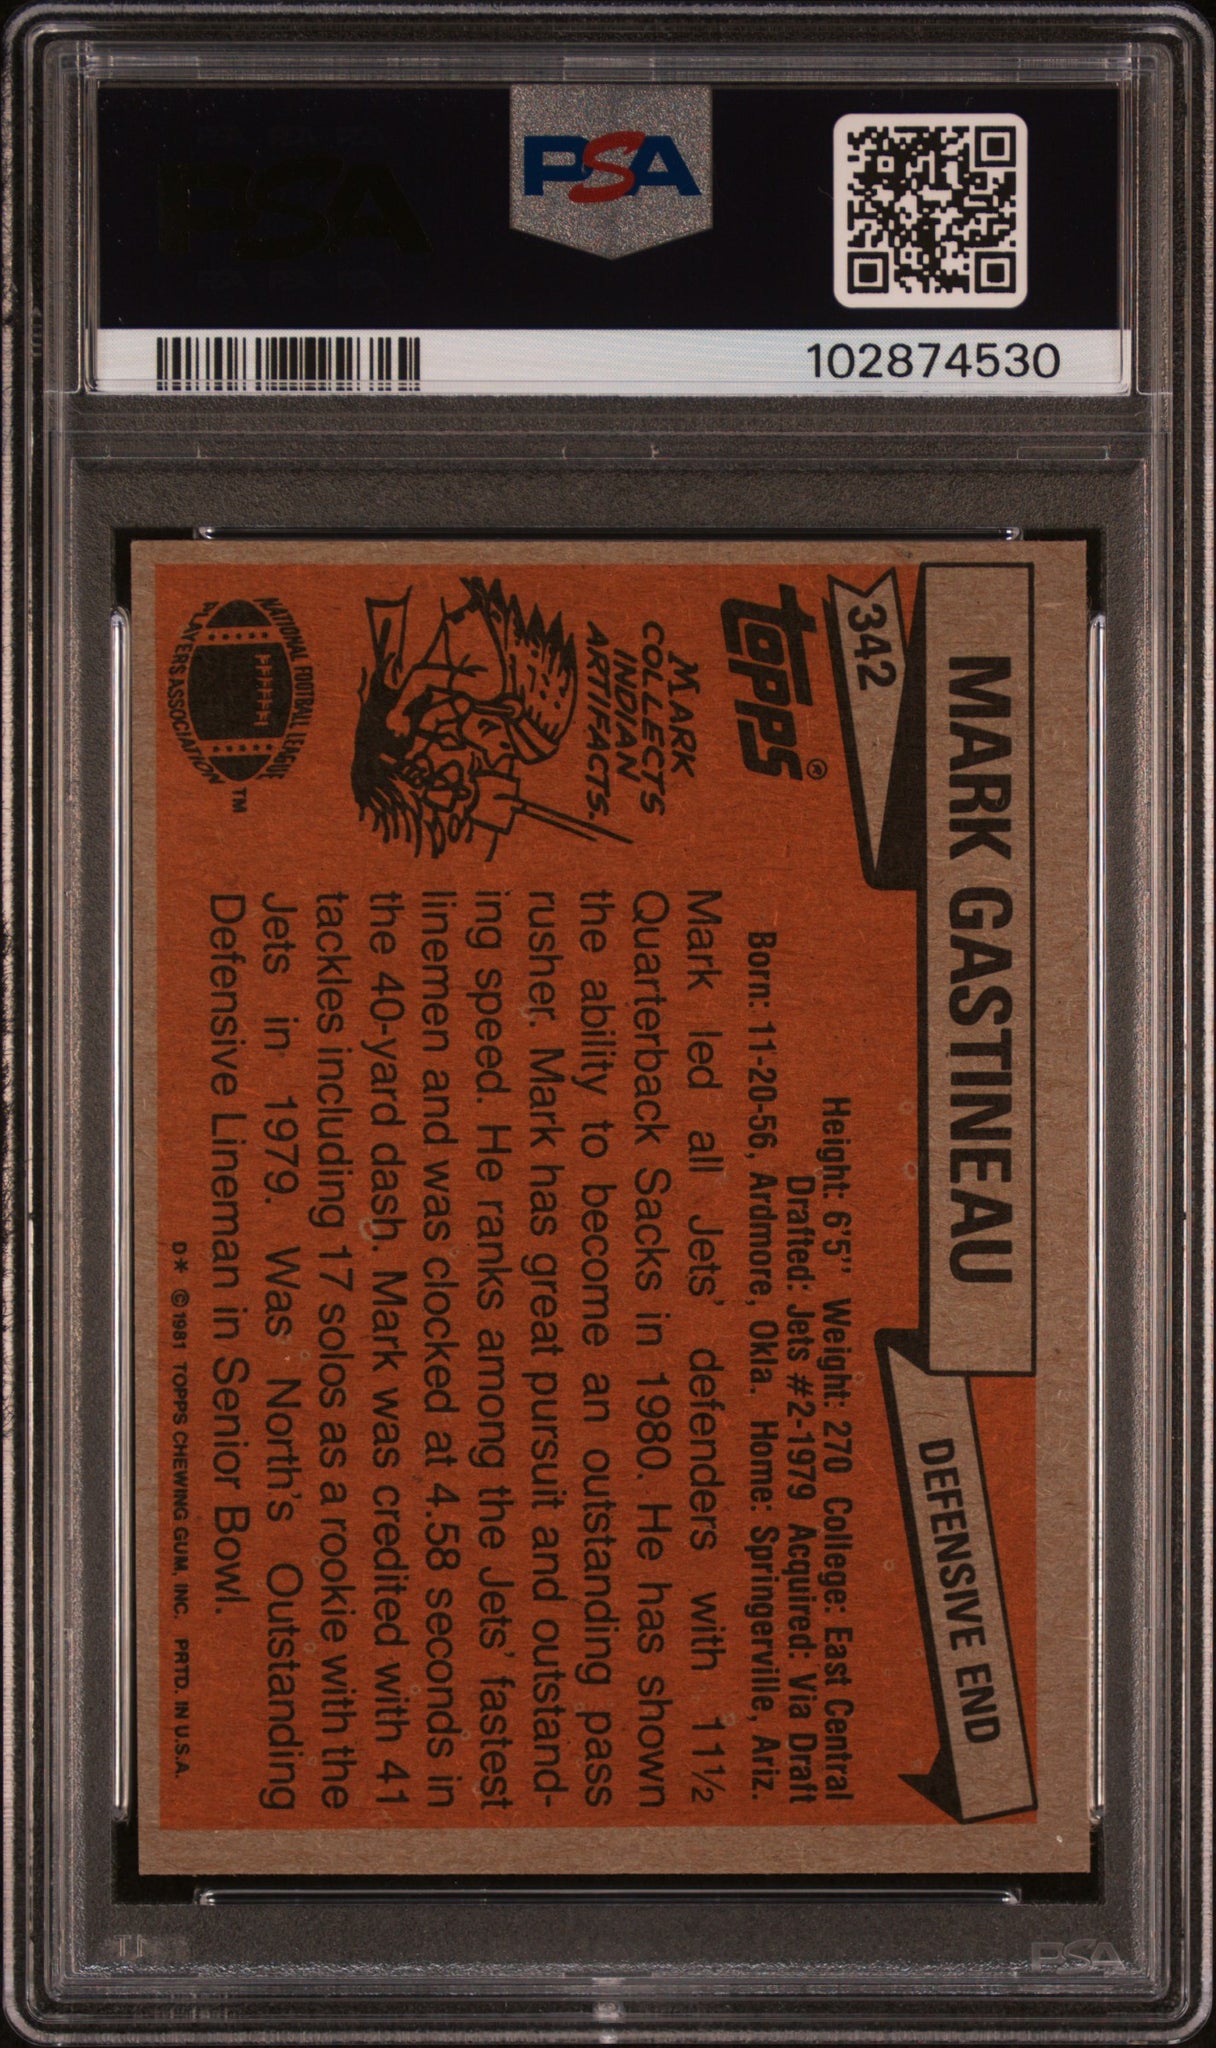 PSA
PSA
102874530
342
MARK GASTINEAU
DEFENSIVE END
topps®
Height: 6'5'' Weight: 270 College: East Central
Drafted: Jets #2-1979 Acquired: Via Draft
Born: 11-20-56, Ardmore, Okla. Home: Springerville, Ariz.
MARK
COLLECTS
INDIAN
ARTIFACTS.
Mark led all Jets' defenders with 11½
Quarterback Sacks in 1980. He has shown
the ability to become an outstanding pass
rusher. Mark has great pursuit and outstand-
ing speed. He ranks among the Jets' fastest
linemen and was clocked at 4.58 seconds in
the 40-yard dash. Mark was credited with 41
tackles including 17 solos as a rookie with the
Jets in 1979. Was North's Outstanding
Defensive Lineman in Senior Bowl.
NATIONAL FOOTBALL LEAGUE
PLAYERS ASSOCIATION
TM
D* © 1981 TOPPS CHEWING GUM, INC. PRTD. IN U.S.A.
PSA